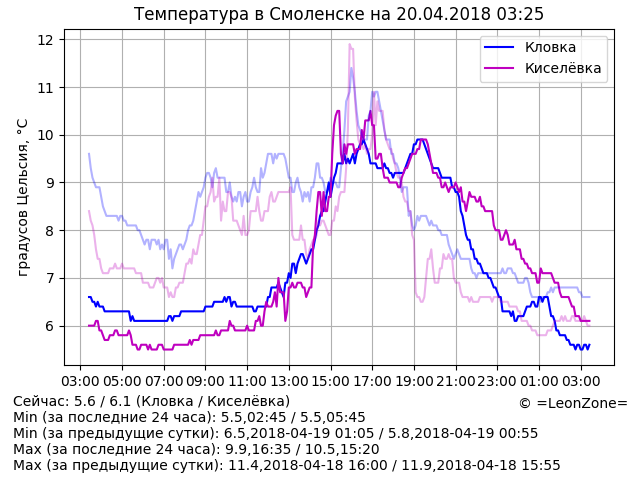 Температура в Смоленске на 20.04.2018 03:25
Кловка
Киселёвка
градусов Цельсия, °C
12
11
10
9
8
7
6
03:00 05:00 07:00 09:00 11:00 13:00 15:00 17:00 19:00 21:00 23:00 01:00 03:00
Сейчас: 5.6 / 6.1 (Кловка / Киселёвка)
© =LeonZone=
Min (за последние 24 часа): 5.5,02:45 / 5.5,05:45
Min (за предыдущие сутки): 6.5,2018-04-19 01:05 / 5.8,2018-04-19 00:55
Max (за последние 24 часа): 9.9,16:35 / 10.5,15:20
Max (за предыдущие сутки): 11.4,2018-04-18 16:00 / 11.9,2018-04-18 15:55